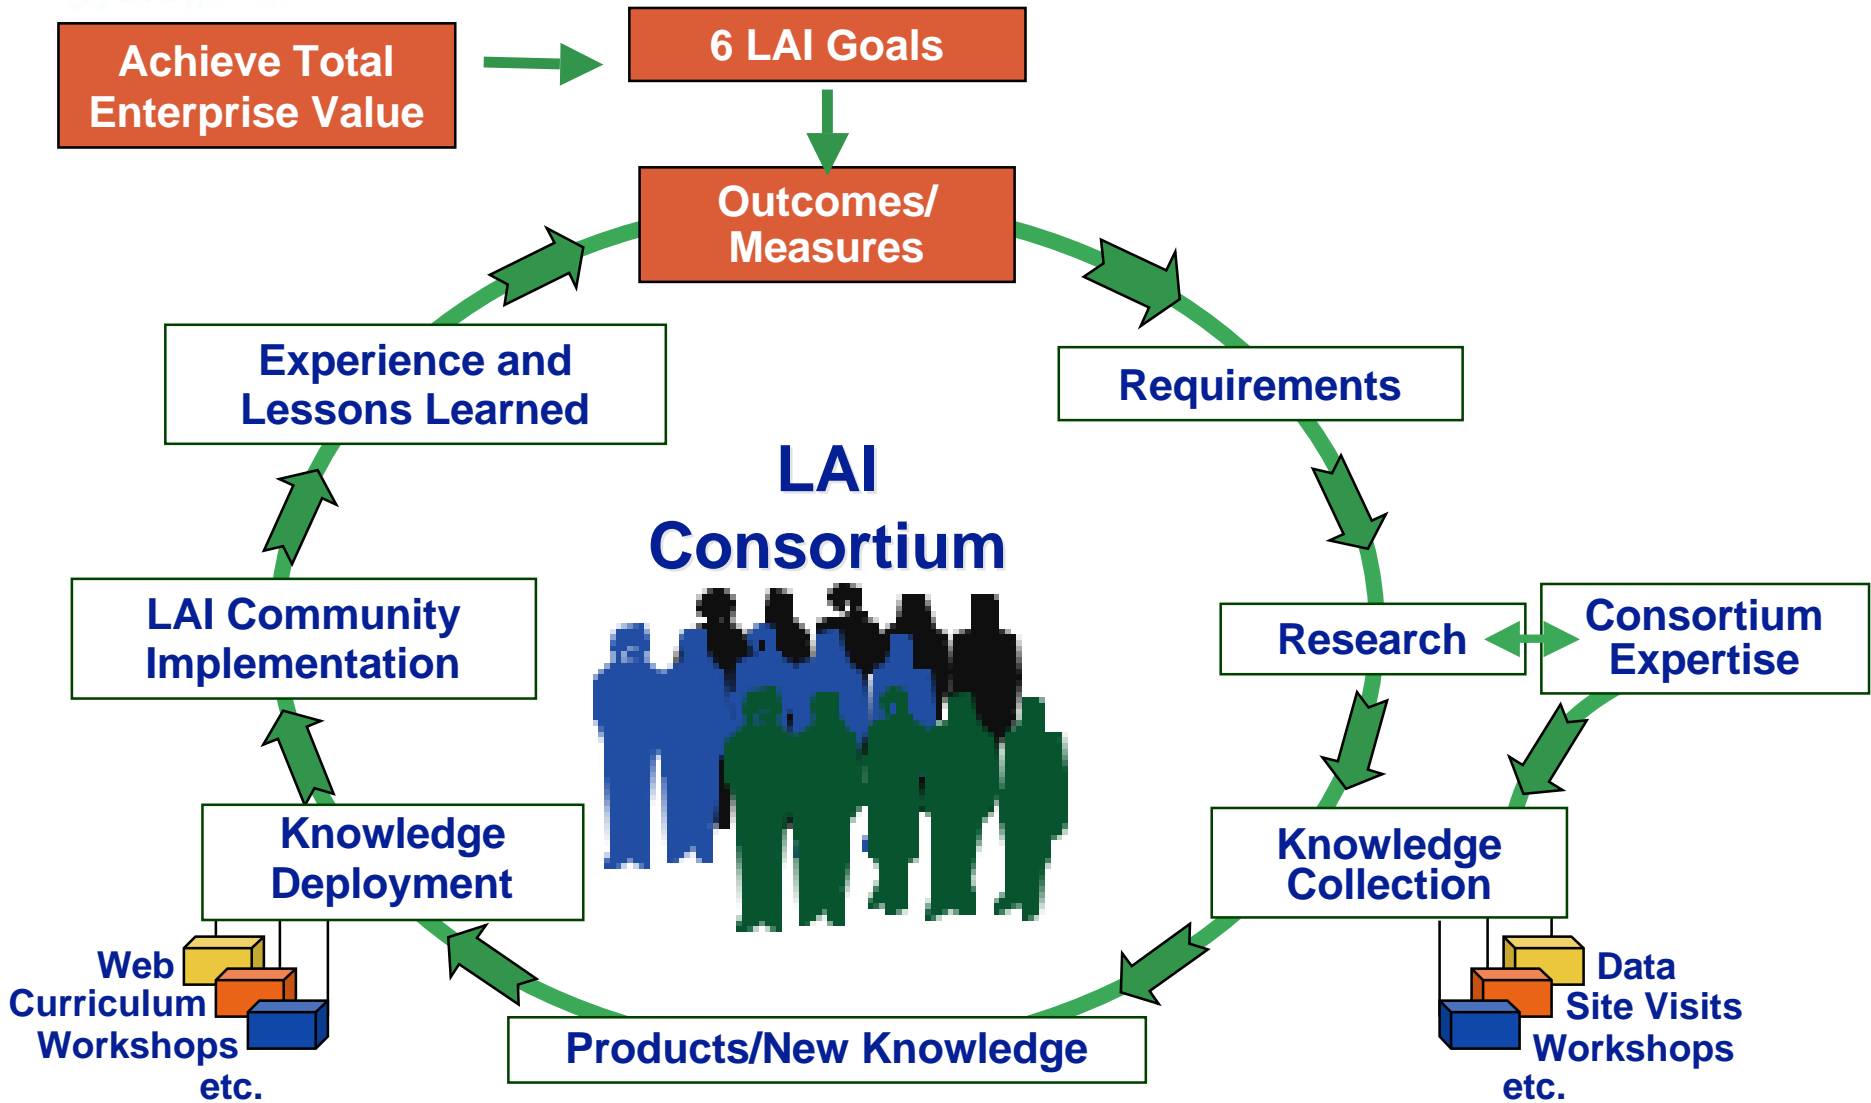 Achieve Total
Enterprise Value
6 LAI Goals
Outcomes/
Measures
Experience and
Lessons Learned
Requirements
LAI
Consortium
LAI Community
Implementation
Research
Consortium
Expertise
Knowledge
Deployment
Knowledge
Collection
Web
Curriculum
Workshops
etc.
Products/New Knowledge
Data
Site Visits
Workshops
etc.